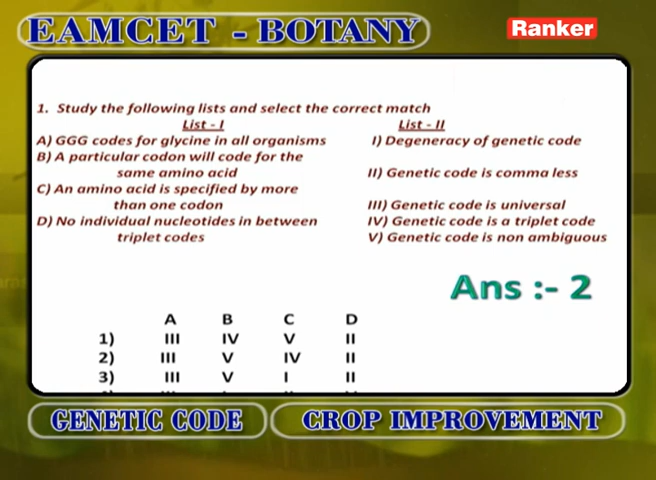 EAMCET - BOTANY
Ranker
1. Study the following lists and select the correct match
List - I List - II
A) GGG codes for glycine in all organisms I) Degeneracy of genetic code
B) A particular codon will code for the
same amino acid II) Genetic code is comma less
C) An amino acid is specified by more
than one codon III) Genetic code is universal
D) No individual nucleotides in between IV) Genetic code is a triplet code
triplet codes V) Genetic code is non ambiguous
Ans :- 2
A B C D
1) III IV V II
2) III V IV II
3) III V I II
GENETIC CODE CROP IMPROVEMENT